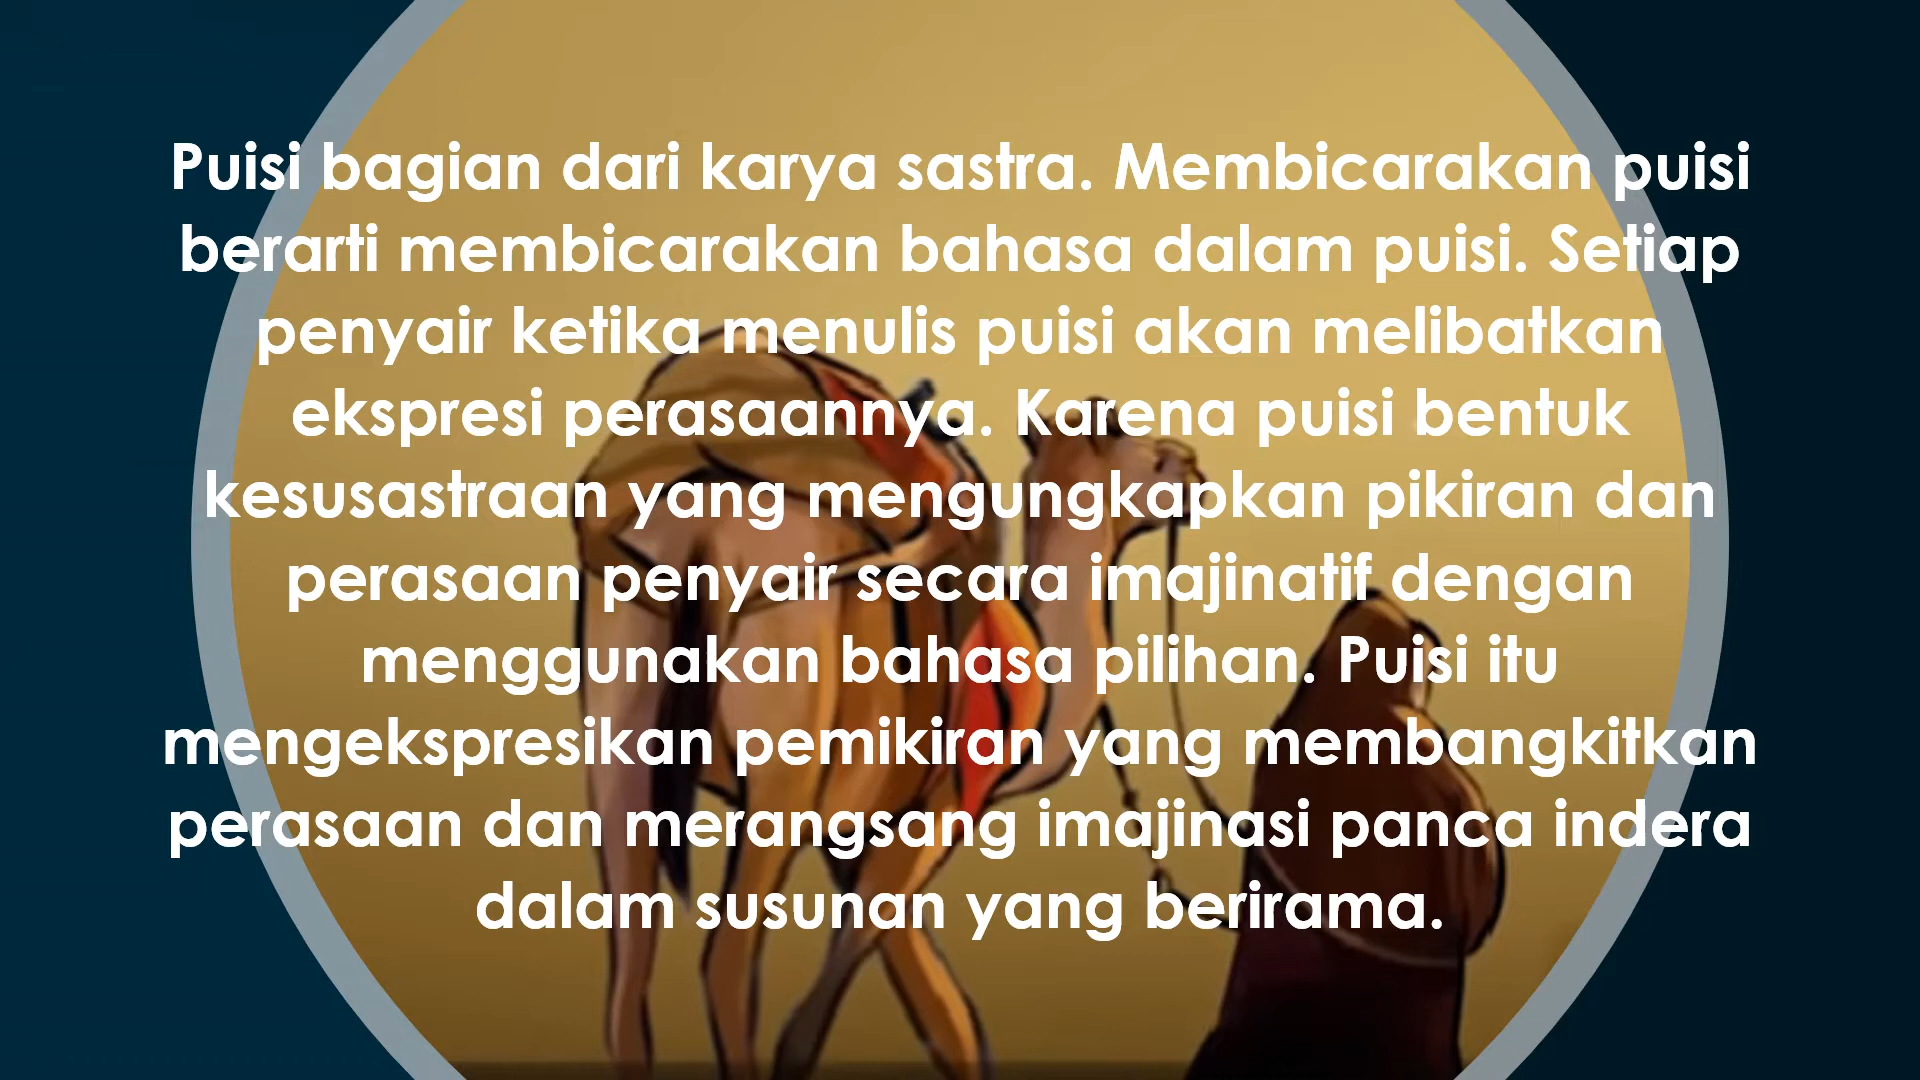 Puisi bagian dari karya sastra. Membicarakan puisi
berarti membicarakan bahasa dalam puisi. Setiap
penyair ketika menulis puisi akan melibatkan
ekspresi perasaannya. Karena puisi bentuk
kesusastraan yang mengungkapkan pikiran dan
perasaan penyair secara imajinatif dengan
menggunakan bahasa pilihan. Puisi itu
mengekspresikan pemikiran yang membangkitkan
perasaan dan merangsang imajinasi panca indera
dalam susunan yang berirama.